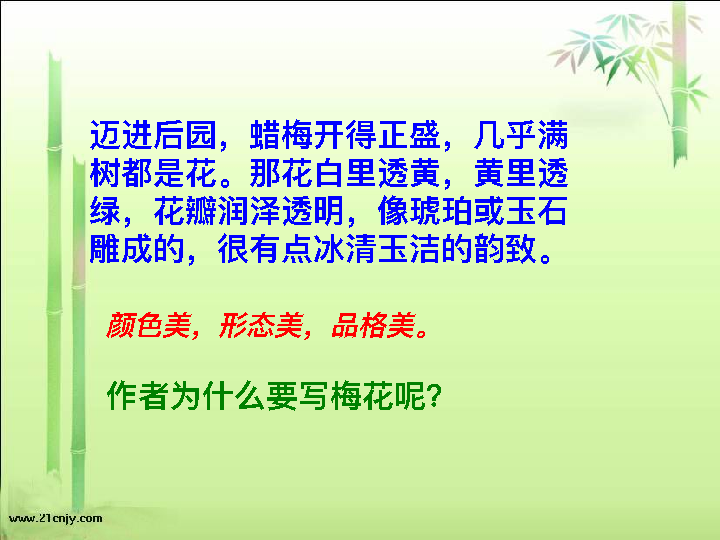 迈进后园，蜡梅开得正盛，几乎满
树都是花。那花白里透黄，黄里透
绿，花瓣润泽透明，像琥珀或玉石
雕成的，很有点冰清玉洁的韵致。
颜色美，形态美，品格美。
作者为什么要写梅花呢？
www.21cnjy.com